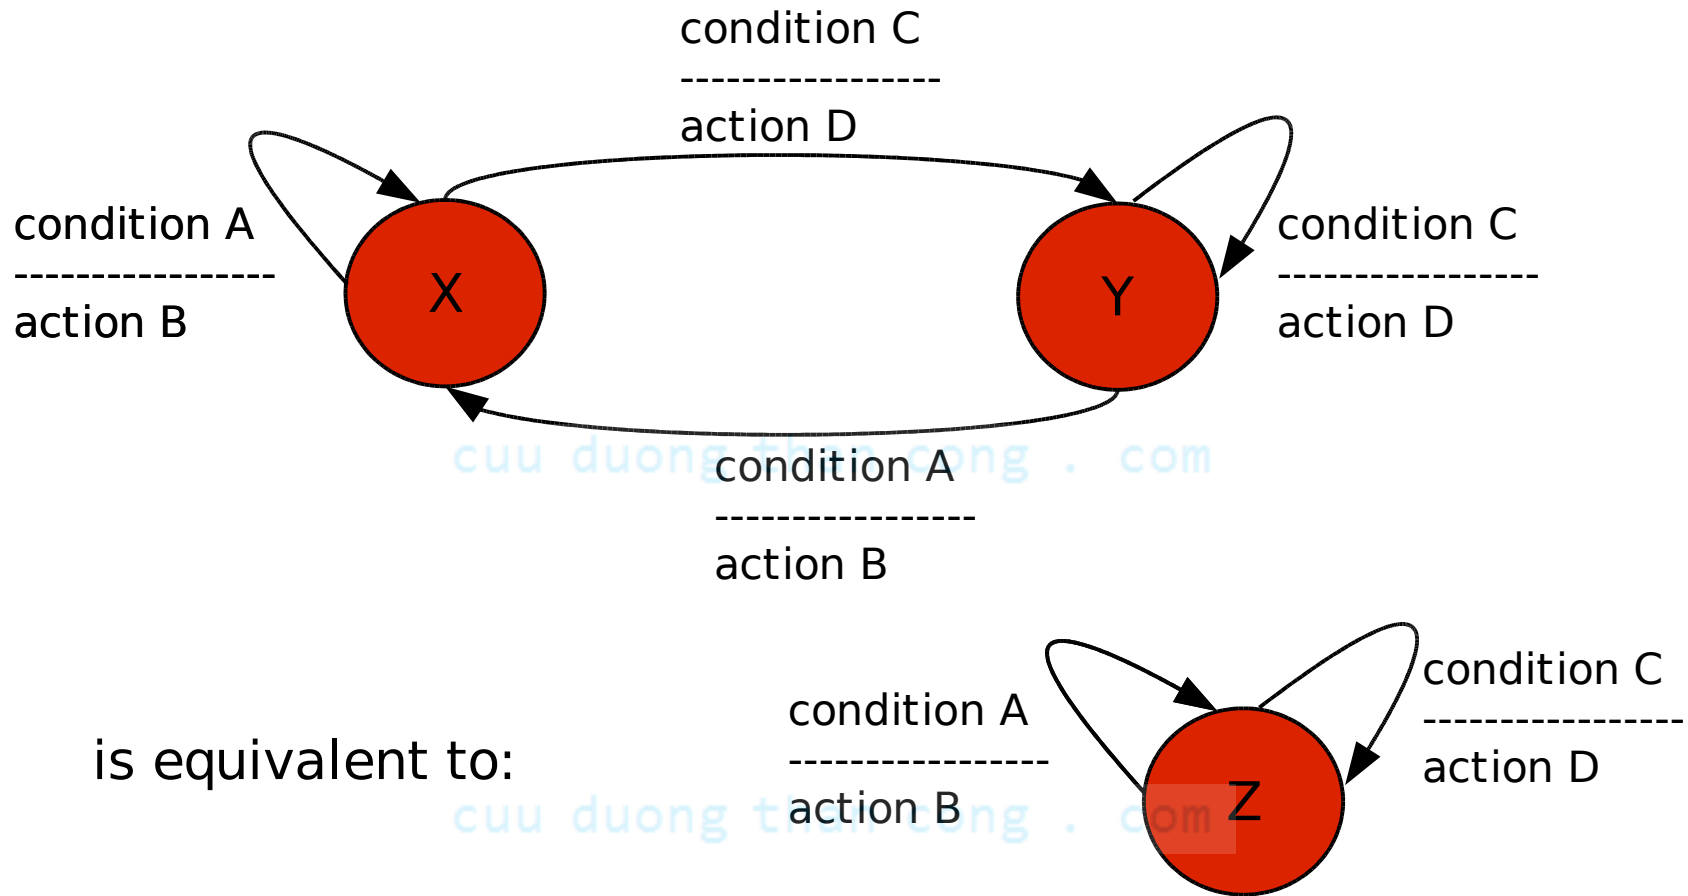 condition C
-----------------
action D
condition A
-----------------
action B
X
Y
condition C
-----------------
action D
cuu duong than cong . com
condition A
-----------------
action B
is equivalent to:
condition A
-----------------
action B
Z
condition C
-----------------
action D
cuu duong than cong . com